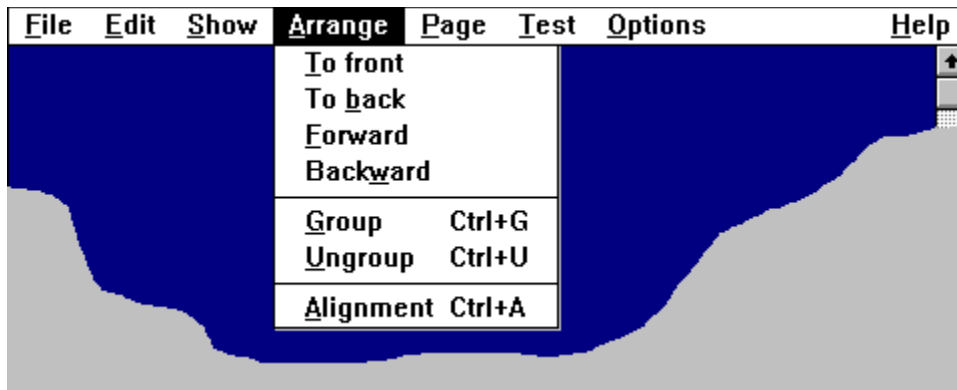 File Edit Show Arrange Page Test Options Help
To front
To back
Forward
Backward
Group Ctrl+G
Ungroup Ctrl+U
Alignment Ctrl+A